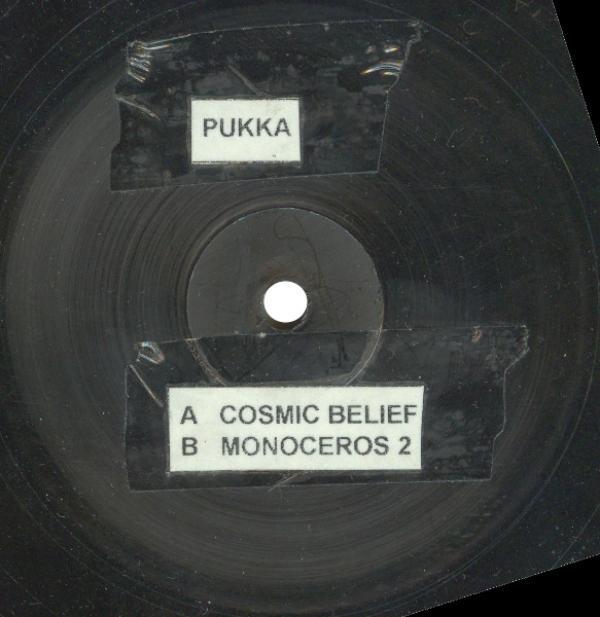 PUKKA
A COSMIC BELIEF
B MONOCEROS 2